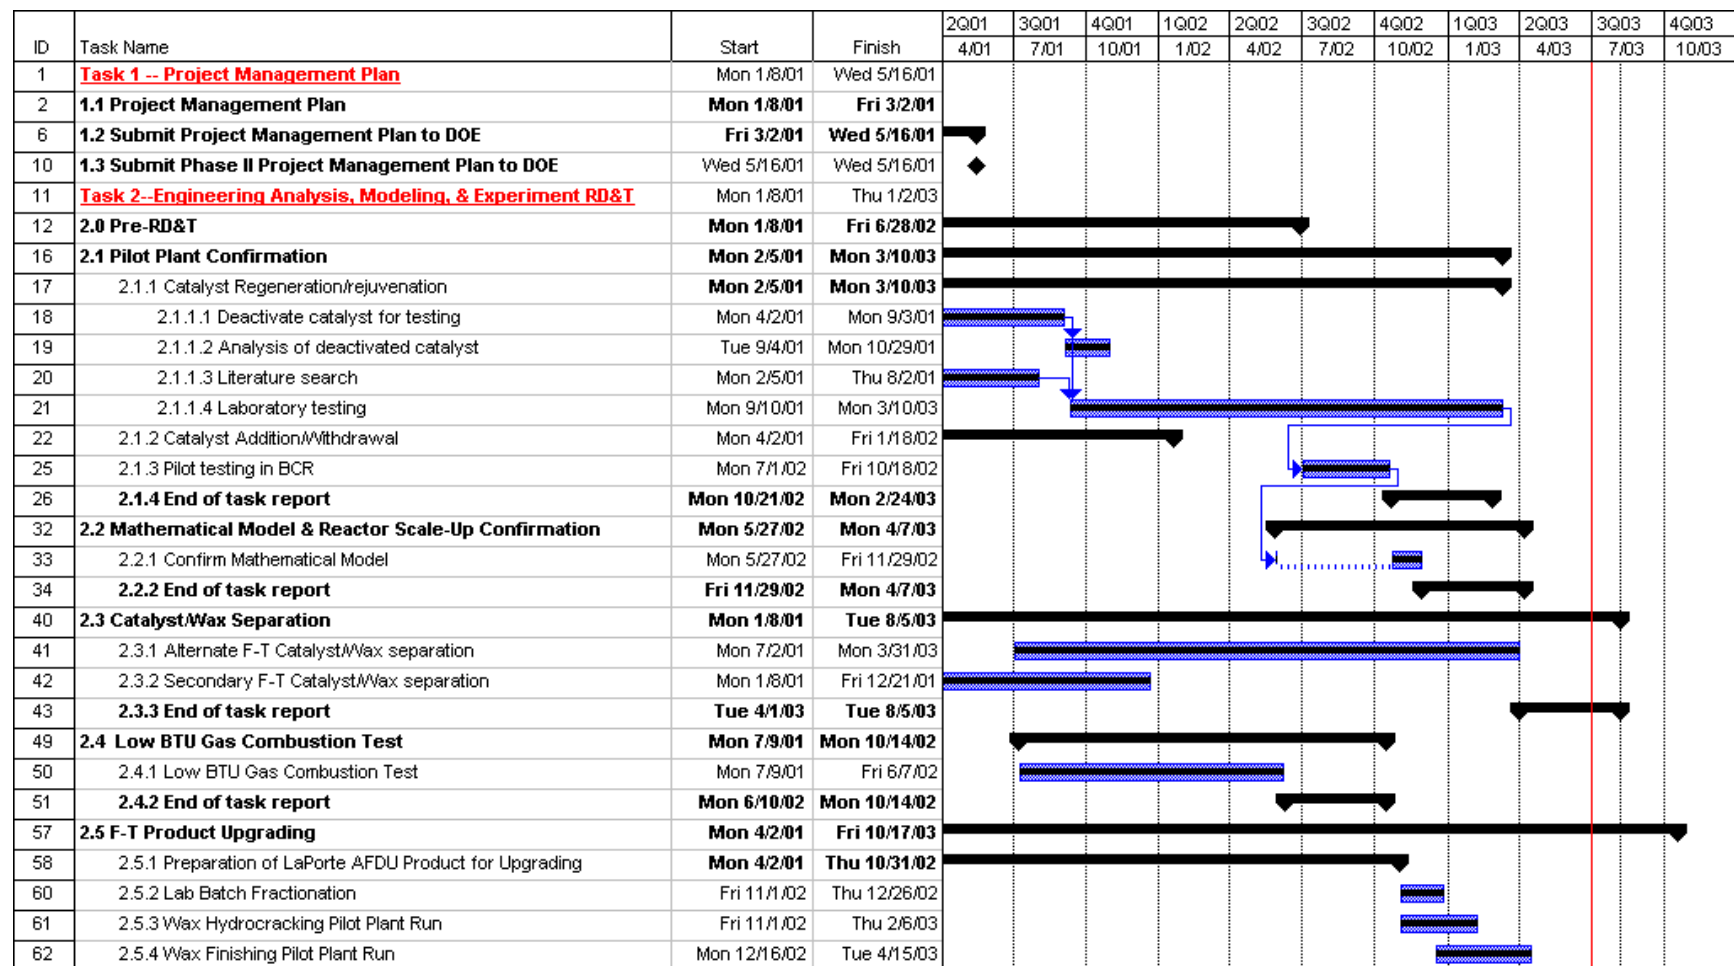 2Q01 3Q01 4Q01 1Q02 2Q02 3Q02 4Q02 1Q03 2Q03 3Q03 4Q03
ID Task Name Start Finish 4/01 7/01 10/01 1/02 4/02 7/02 10/02 1/03 4/03 7/03 10/03
1 Task 1 -- Project Management Plan Mon 1/8/01 Wed 5/16/01
2 1.1 Project Management Plan Mon 1/8/01 Fri 3/2/01
6 1.2 Submit Project Management Plan to DOE Fri 3/2/01 Wed 5/16/01
10 1.3 Submit Phase II Project Management Plan to DOE Wed 5/16/01 Wed 5/16/01
11 Task 2--Engineering Analysis, Modeling, & Experiment RD&T Mon 1/8/01 Thu 1/2/03
12 2.0 Pre-RD&T Mon 1/8/01 Fri 6/28/02
16 2.1 Pilot Plant Confirmation Mon 2/5/01 Mon 3/10/03
17 2.1.1 Catalyst Regeneration/rejuvenation Mon 2/5/01 Mon 3/10/03
18 2.1.1.1 Deactivate catalyst for testing Mon 4/2/01 Mon 9/3/01
19 2.1.1.2 Analysis of deactivated catalyst Tue 9/4/01 Mon 10/29/01
20 2.1.1.3 Literature search Mon 2/5/01 Thu 8/2/01
21 2.1.1.4 Laboratory testing Mon 9/10/01 Mon 3/10/03
22 2.1.2 Catalyst Addition/Withdrawal Mon 4/2/01 Fri 1/18/02
25 2.1.3 Pilot testing in BCR Mon 7/1/02 Fri 10/18/02
26 2.1.4 End of task report Mon 10/21/02 Mon 2/24/03
32 2.2 Mathematical Model & Reactor Scale-Up Confirmation Mon 5/27/02 Mon 4/7/03
33 2.2.1 Confirm Mathematical Model Mon 5/27/02 Fri 11/29/02
34 2.2.2 End of task report Fri 11/29/02 Mon 4/7/03
40 2.3 Catalyst/Wax Separation Mon 1/8/01 Tue 8/5/03
41 2.3.1 Alternate F-T Catalyst/Wax separation Mon 7/2/01 Mon 3/31/03
42 2.3.2 Secondary F-T Catalyst/Wax separation Mon 1/8/01 Fri 12/21/01
43 2.3.3 End of task report Tue 4/1/03 Tue 8/5/03
49 2.4 Low BTU Gas Combustion Test Mon 7/9/01 Mon 10/14/02
50 2.4.1 Low BTU Gas Combustion Test Mon 7/9/01 Fri 6/7/02
51 2.4.2 End of task report Mon 6/10/02 Mon 10/14/02
57 2.5 F-T Product Upgrading Mon 4/2/01 Fri 10/17/03
58 2.5.1 Preparation of LaPorte AFDU Product for Upgrading Mon 4/2/01 Thu 10/31/02
60 2.5.2 Lab Batch Fractionation Fri 11/1/02 Thu 12/26/02
61 2.5.3 Wax Hydrocracking Pilot Plant Run Fri 11/1/02 Thu 2/6/03
62 2.5.4 Wax Finishing Pilot Plant Run Mon 12/16/02 Tue 4/15/03